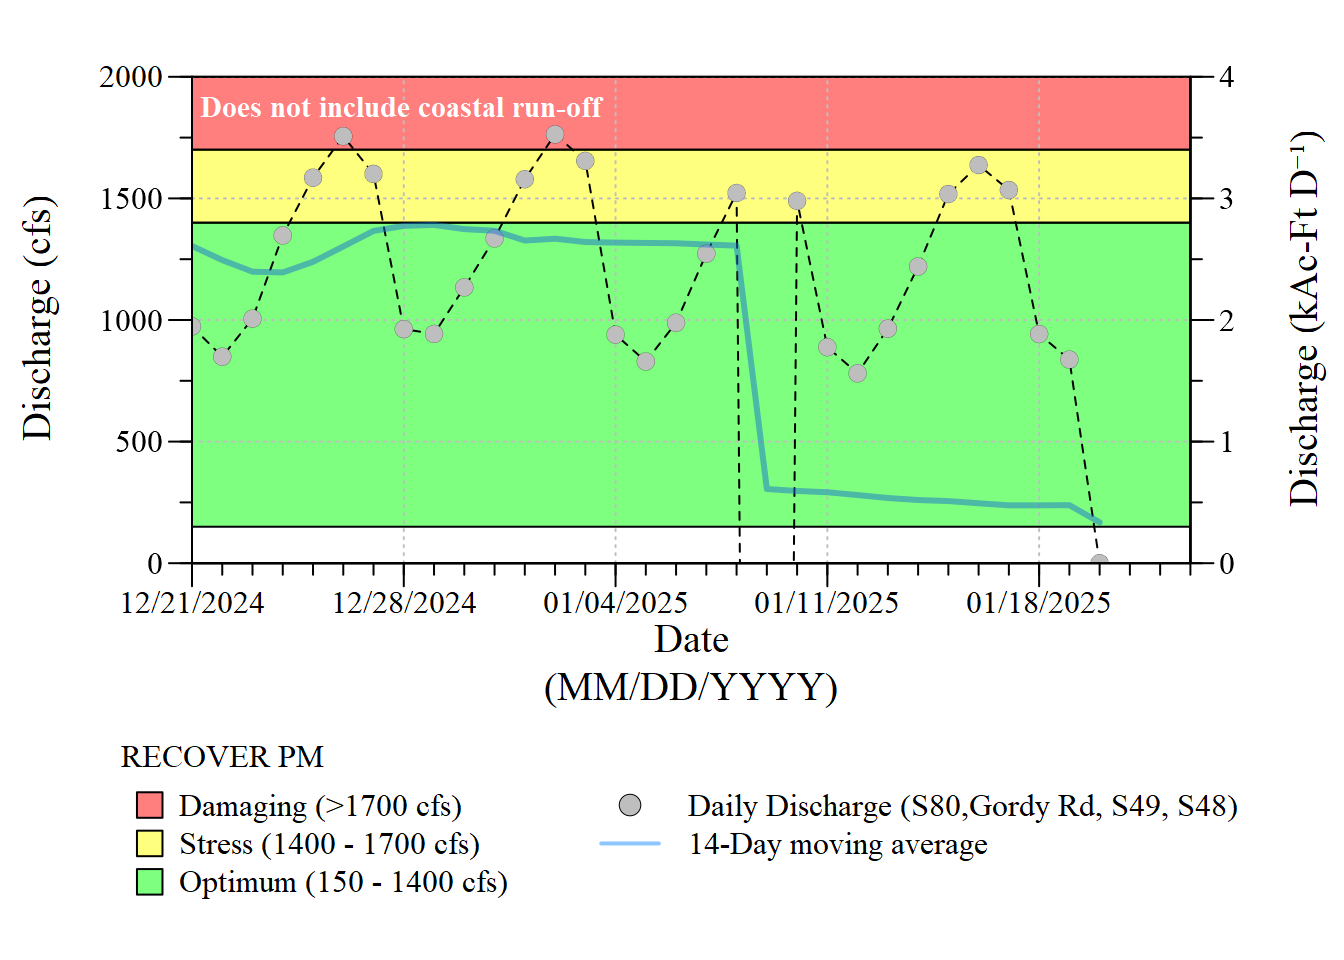 2000
1500
1000
500
0
Discharge (cfs)
Does not include coastal run-off
4
3
2
1
0
Discharge (kAc-Ft D⁻¹)
12/21/2024
12/28/2024
01/04/2025
01/11/2025
01/18/2025
Date
(MM/DD/YYYY)
RECOVER PM
Damaging (>1700 cfs)
Stress (1400 - 1700 cfs)
Optimum (150 - 1400 cfs)
Daily Discharge (S80,Gordy Rd, S49, S48)
14-Day moving average